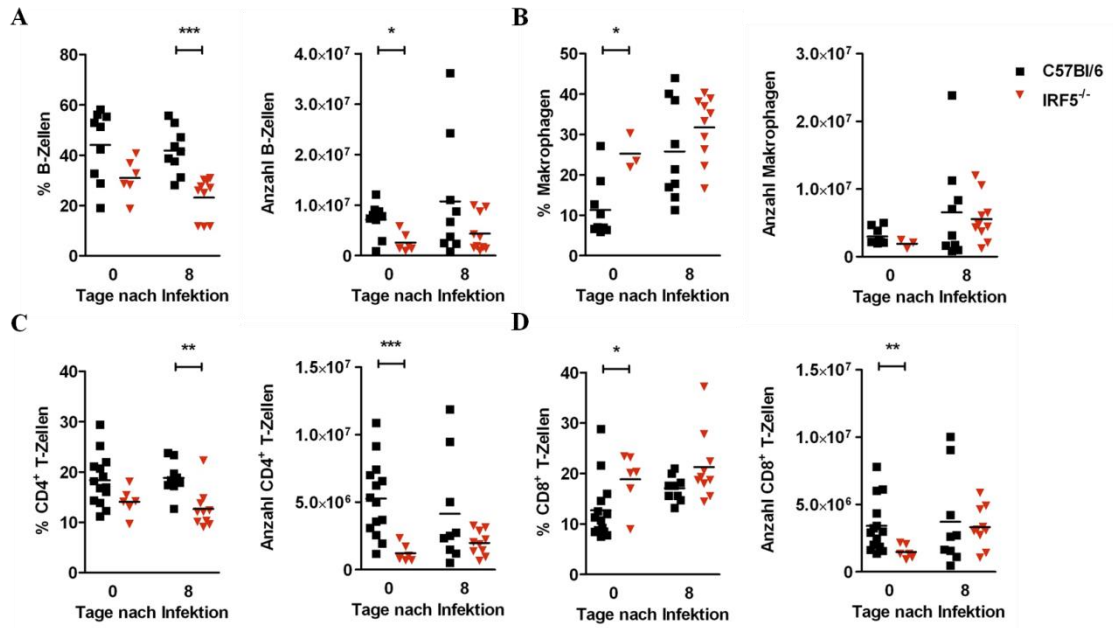 A
B
***
*
*
80
60
40
20
0
% B-Zellen
0 8
Tage nach Infektion
4.0×10⁷
3.0×10⁷
2.0×10⁷
1.0×10⁷
0
Anzahl B-Zellen
0 8
Tage nach Infektion
50
40
30
20
10
0
% Makrophagen
0 8
Tage nach Infektion
3.0×10⁷
2.0×10⁷
1.0×10⁷
0
Anzahl Makrophagen
0 8
Tage nach Infektion
C57Bl/6
IRF5⁻/⁻
C
D
**
***
*
**
40
30
20
10
0
% CD4⁺ T-Zellen
0 8
Tage nach Infektion
1.5×10⁷
1.0×10⁷
5.0×10⁶
0
Anzahl CD4⁺ T-Zellen
0 8
Tage nach Infektion
40
30
20
10
0
% CD8⁺ T-Zellen
0 8
Tage nach Infektion
1.5×10⁷
1.0×10⁷
5.0×10⁶
0
Anzahl CD8⁺ T-Zellen
0 8
Tage nach Infektion